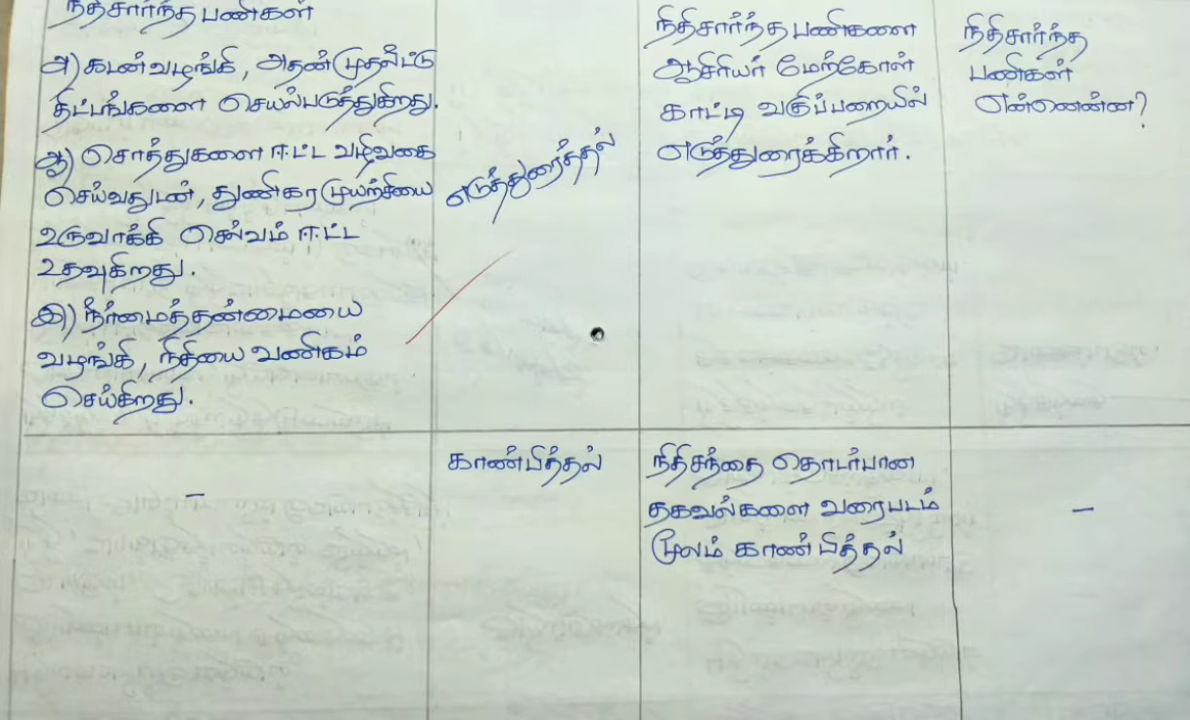 நிதிசார்ந்த பணிகள்
அ) கடன் வழங்கி, அதன் முதலீட்டு
திட்டங்களை செயல்படுத்துகிறது.
ஆ) சொத்துகளை ஈட்ட வழிவகை
செய்வதுடன், துணிகர முயற்சியை
உருவாக்கி செல்வம் ஈட்ட
உதவுகிறது.
இ) நீர்மைத்தன்மையை
வழங்கி, நிதியை வணிகம்
செய்கிறது.
எடுத்துரைத்தல்
நிதிசார்ந்த பணிகளை
ஆசிரியர் மேற்கோள்
காட்டி வகுப்பறையில்
எடுத்துரைக்கிறார்.
நிதிசார்ந்த
பணிகள்
என்னென்ன?
-
காண்பித்தல்
நிதிசந்தை தொடர்பான
தகவல்களை வரைபடம்
மூலம் காண்பித்தல்
-